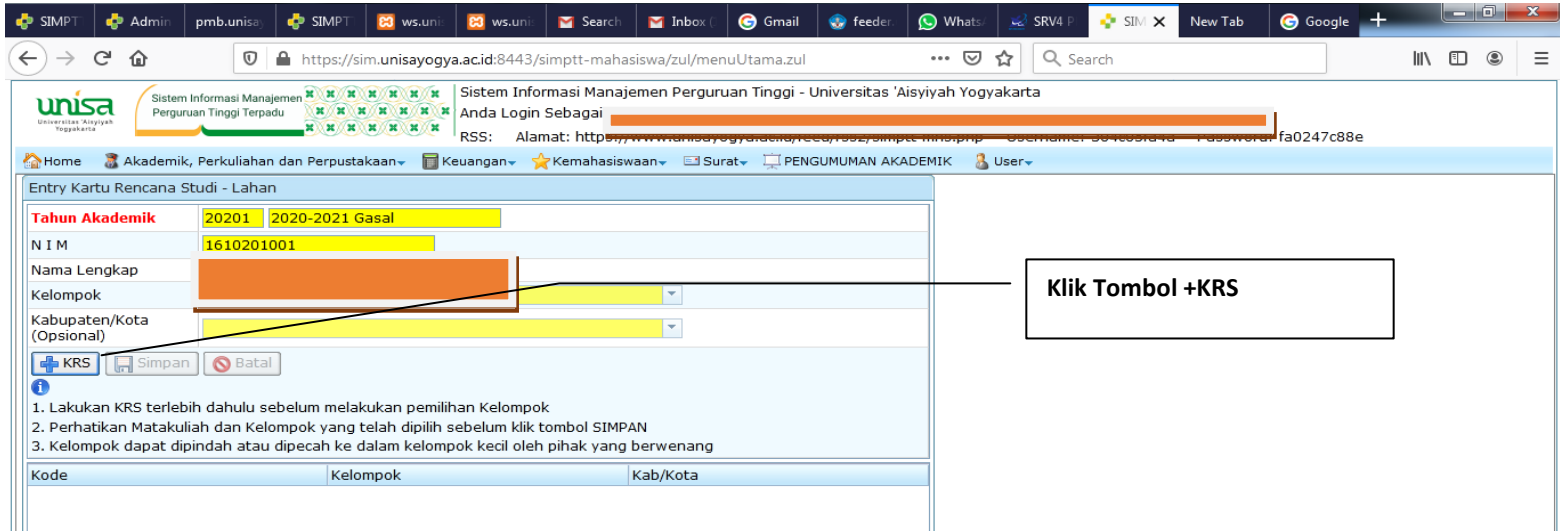 SIMPT Admin pmb.unisa SIMPT ws.unis ws.unis Search Inbox ( Gmail feeder. Whats SRV4 P SIM New Tab Google
https://sim.unisayogya.ac.id:8443/simptt-mahasiswa/zul/menuUtama.zul Search
unisa
Universitas 'Aisyiyah
Yogyakarta
Sistem Informasi Manajemen
Perguruan Tinggi Terpadu
Sistem Informasi Manajemen Perguruan Tinggi - Universitas 'Aisyiyah Yogyakarta
Anda Login Sebagai
RSS: Alamat: fa0247c88e
Home Akademik, Perkuliahan dan Perpustakaan Keuangan Kemahasiswaan Surat PENGUMUMAN AKADEMIK User
Entry Kartu Rencana Studi - Lahan
Tahun Akademik 20201 2020-2021 Gasal
N I M 1610201001
Nama Lengkap
Kelompok
Kabupaten/Kota
(Opsional)
Klik Tombol +KRS
KRS Simpan Batal
1. Lakukan KRS terlebih dahulu sebelum melakukan pemilihan Kelompok
2. Perhatikan Matakuliah dan Kelompok yang telah dipilih sebelum klik tombol SIMPAN
3. Kelompok dapat dipindah atau dipecah ke dalam kelompok kecil oleh pihak yang berwenang
Kode Kelompok Kab/Kota